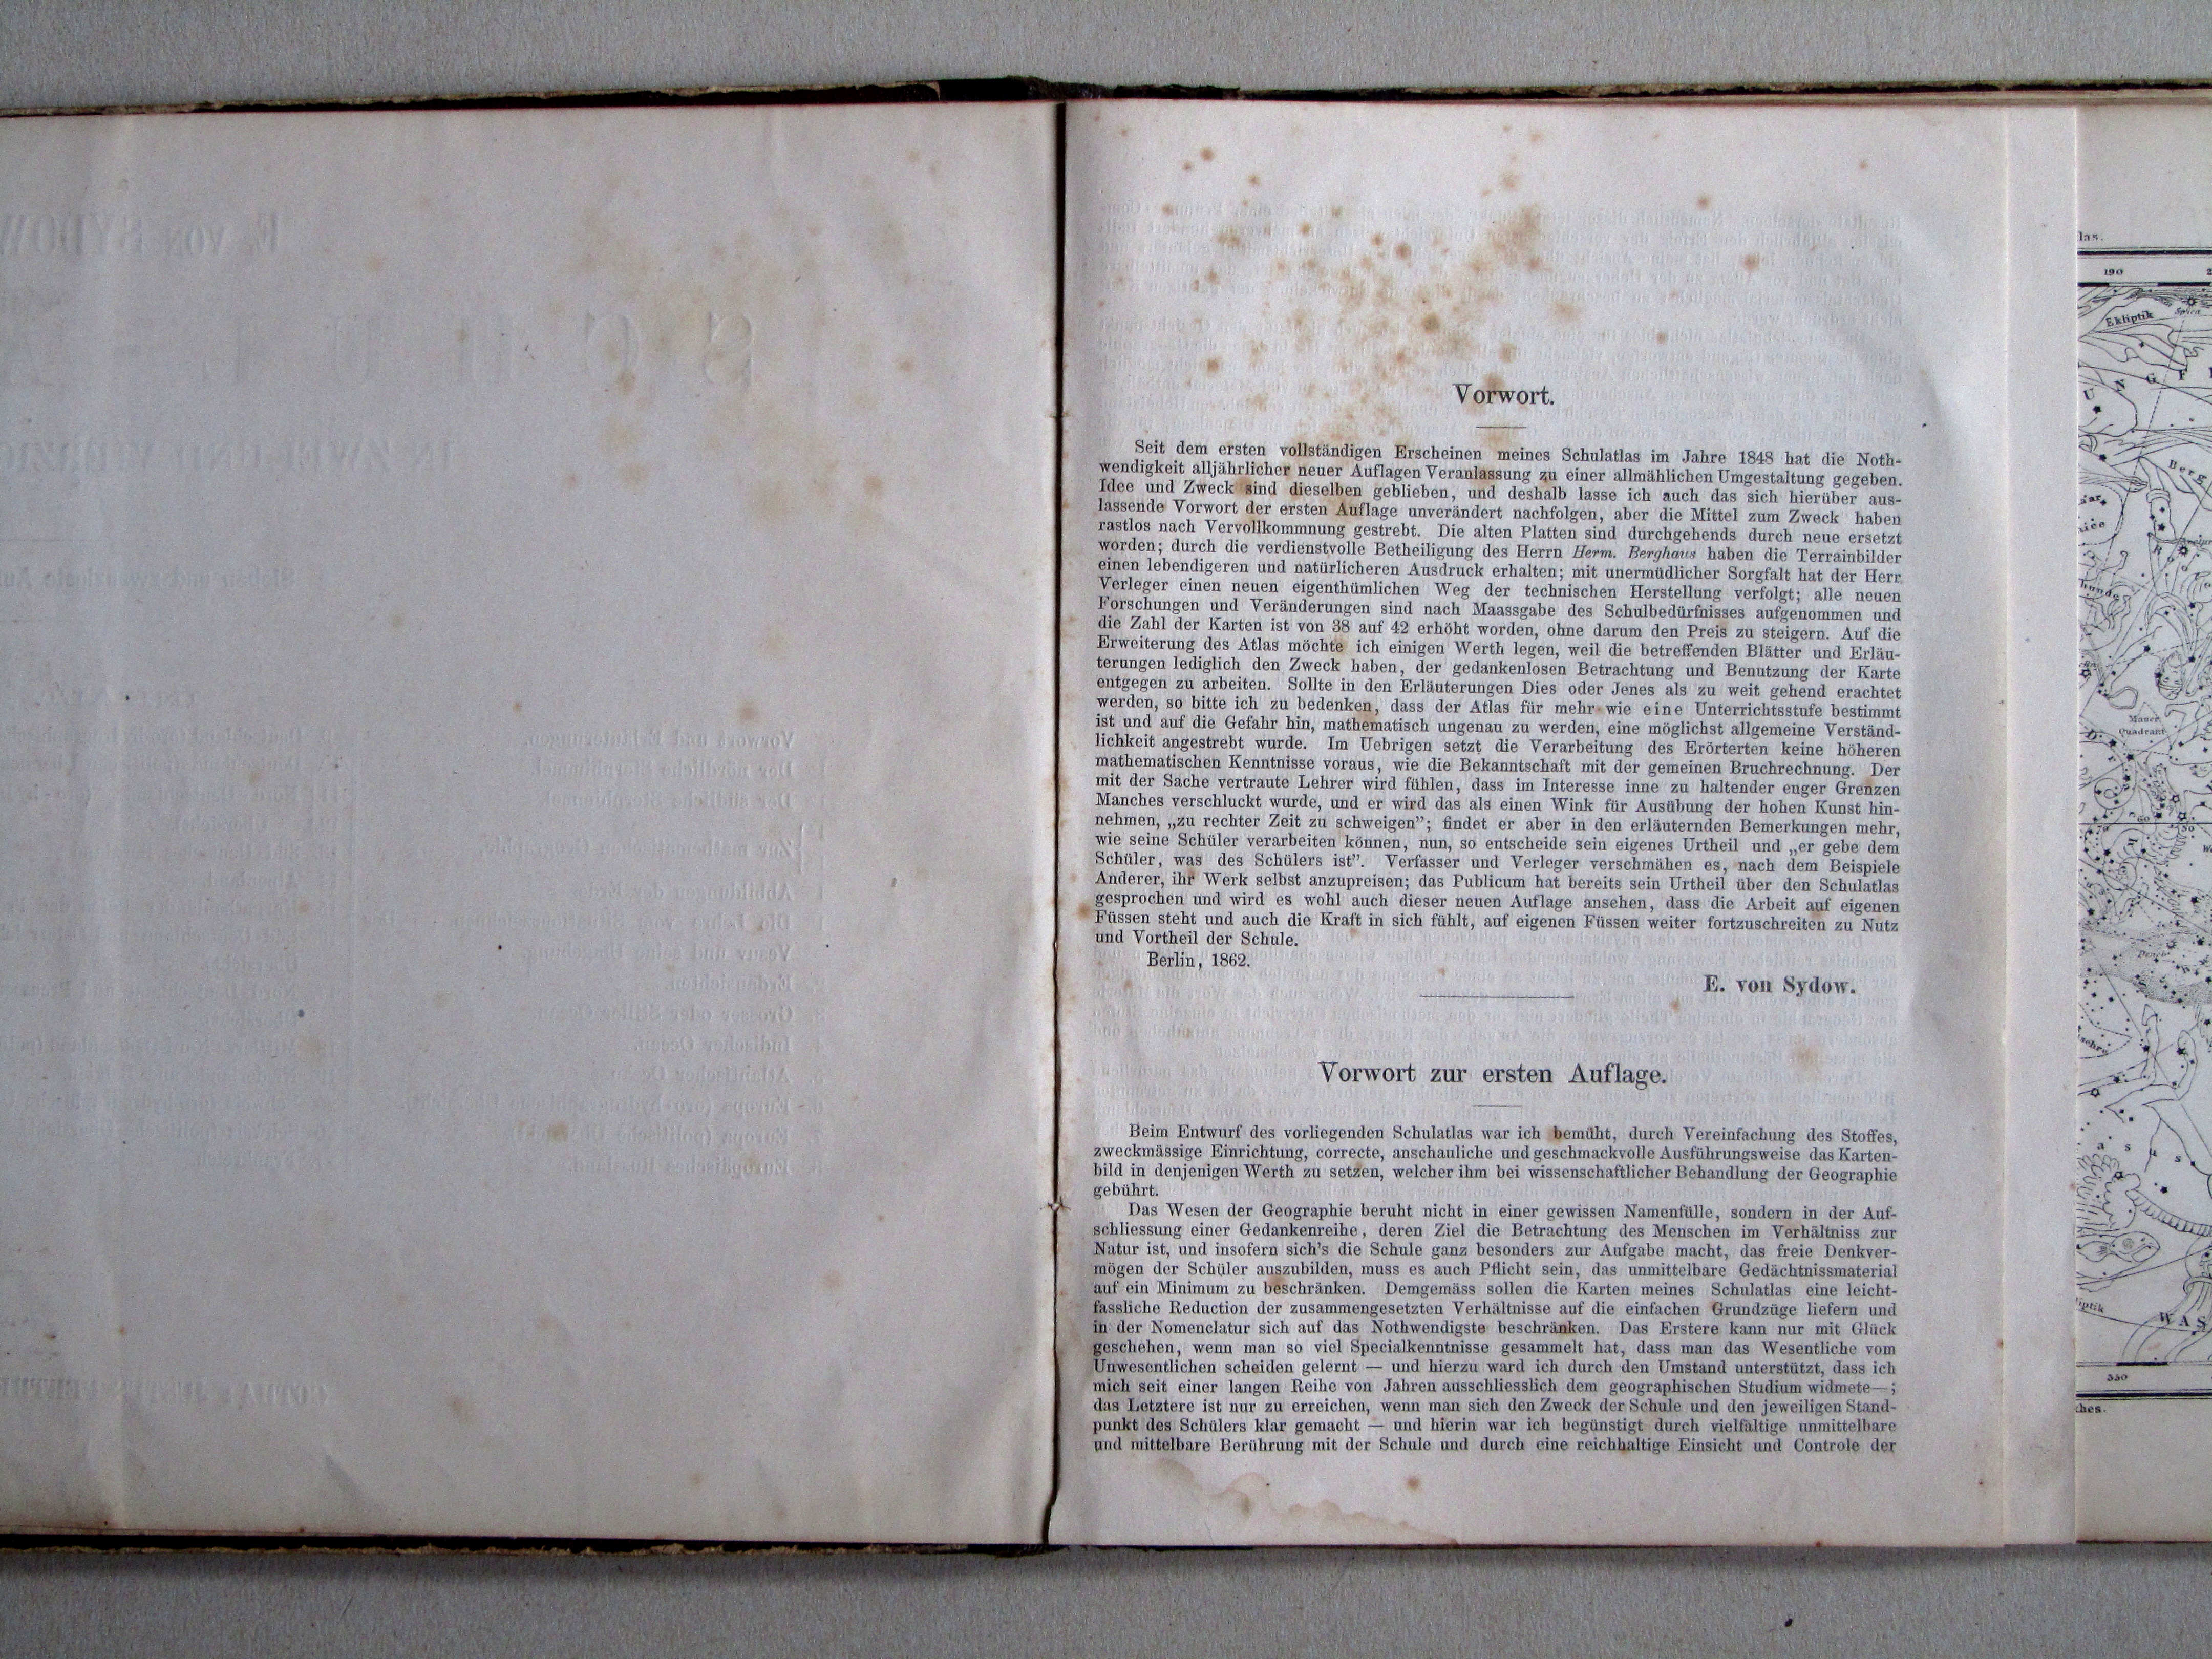 Vorwort.
Seit dem ersten vollständigen Erscheinen meines Schulatlas im Jahre 1848 hat die Noth-
wendigkeit alljährlicher neuer Auflagen Veranlassung zu einer allmählichen Umgestaltung gegeben.
Idee und Zweck sind dieselben geblieben, und deshalb lasse ich auch das sich hierüber aus-
lassende Vorwort der ersten Auflage unverändert nachfolgen, aber die Mittel zum Zweck haben
rastlos nach Vervollkommnung gestrebt. Die alten Platten sind durchgehends durch neue ersetzt
worden; durch die verdienstvolle Betheiligung des Herrn Herm. Berghaus haben die Terrainbilder
einen lebendigeren und natürlicheren Ausdruck erhalten; mit unermüdlicher Sorgfalt hat der Herr
Verleger einen neuen eigenthümlichen Weg der technischen Herstellung verfolgt; alle neuen
Forschungen und Veränderungen sind nach Maassgabe des Schulbedürfnisses aufgenommen und
die Zahl der Karten ist von 38 auf 42 erhöht worden, ohne darum den Preis zu steigern. Auf die
Erweiterung des Atlas möchte ich einigen Werth legen, weil die betreffenden Blätter und Erläu-
terungen lediglich den Zweck haben, der gedankenlosen Betrachtung und Benutzung der Karte
entgegen zu arbeiten. Sollte in den Erläuterungen Dies oder Jenes als zu weit gehend erachtet
werden, so bitte ich zu bedenken, dass der Atlas für mehr wie eine Unterrichtsstufe bestimmt
ist und auf die Gefahr hin, mathematisch ungenau zu werden, eine möglichst allgemeine Verständ-
lichkeit angestrebt wurde. Im Uebrigen setzt die Verarbeitung des Erörterten keine höheren
mathematischen Kenntnisse voraus, wie die Bekanntschaft mit der gemeinen Bruchrechnung. Der
mit der Sache vertraute Lehrer wird fühlen, dass im Interesse inne zu haltender enger Grenzen
Manches verschluckt wurde, und er wird das als einen Wink für Ausübung der hohen Kunst hin-
nehmen, „zu rechter Zeit zu schweigen”; findet er aber in den erläuternden Bemerkungen mehr,
wie seine Schüler verarbeiten können, nun, so entscheide sein eigenes Urtheil und „er gebe dem
Schüler, was des Schülers ist”. Verfasser und Verleger verschmähen es, nach dem Beispiele
Anderer, ihr Werk selbst anzupreisen; das Publicum hat bereits sein Urtheil über den Schulatlas
gesprochen und wird es wohl auch dieser neuen Auflage ansehen, dass die Arbeit auf eigenen
Füssen steht und auch die Kraft in sich fühlt, auf eigenen Füssen weiter fortzuschreiten zu Nutz
und Vortheil der Schule.
Berlin, 1862.
E. von Sydow.
Vorwort zur ersten Auflage.
Beim Entwurf des vorliegenden Schulatlas war ich bemüht, durch Vereinfachung des Stoffes,
zweckmässige Einrichtung, correcte, anschauliche und geschmackvolle Ausführungsweise das Karten-
bild in denjenigen Werth zu setzen, welcher ihm bei wissenschaftlicher Behandlung der Geographie
gebührt.
Das Wesen der Geographie beruht nicht in einer gewissen Namenfülle, sondern in der Auf-
schliessung einer Gedankenreihe, deren Ziel die Betrachtung des Menschen im Verhältniss zur
Natur ist, und insofern sich's die Schule ganz besonders zur Aufgabe macht, das freie Denkver-
mögen der Schüler auszubilden, muss es auch Pflicht sein, das unmittelbare Gedächtnissmaterial
auf ein Minimum zu beschränken. Demgemäss sollen die Karten meines Schulatlas eine leicht-
fassliche Reduction der zusammengesetzten Verhältnisse auf die einfachen Grundzüge liefern und
in der Nomenclatur sich auf das Nothwendigste beschränken. Das Erstere kann nur mit Glück
geschehen, wenn man so viel Specialkenntnisse gesammelt hat, dass man das Wesentliche vom
Unwesentlichen scheiden gelernt — und hierzu ward ich durch den Umstand unterstützt, dass ich
mich seit einer langen Reihe von Jahren ausschliesslich dem geographischen Studium widmete—;
das Letztere ist nur zu erreichen, wenn man sich den Zweck der Schule und den jeweiligen Stand-
punkt des Schülers klar gemacht — und hierin war ich begünstigt durch vielfältige unmittelbare
und mittelbare Berührung mit der Schule und durch eine reichhaltige Einsicht und Controle der
las.
190
Ekliptik
Spica
U N G F
Berg
Mauer
Quadrant
60
iptik
WAS
350
ches.